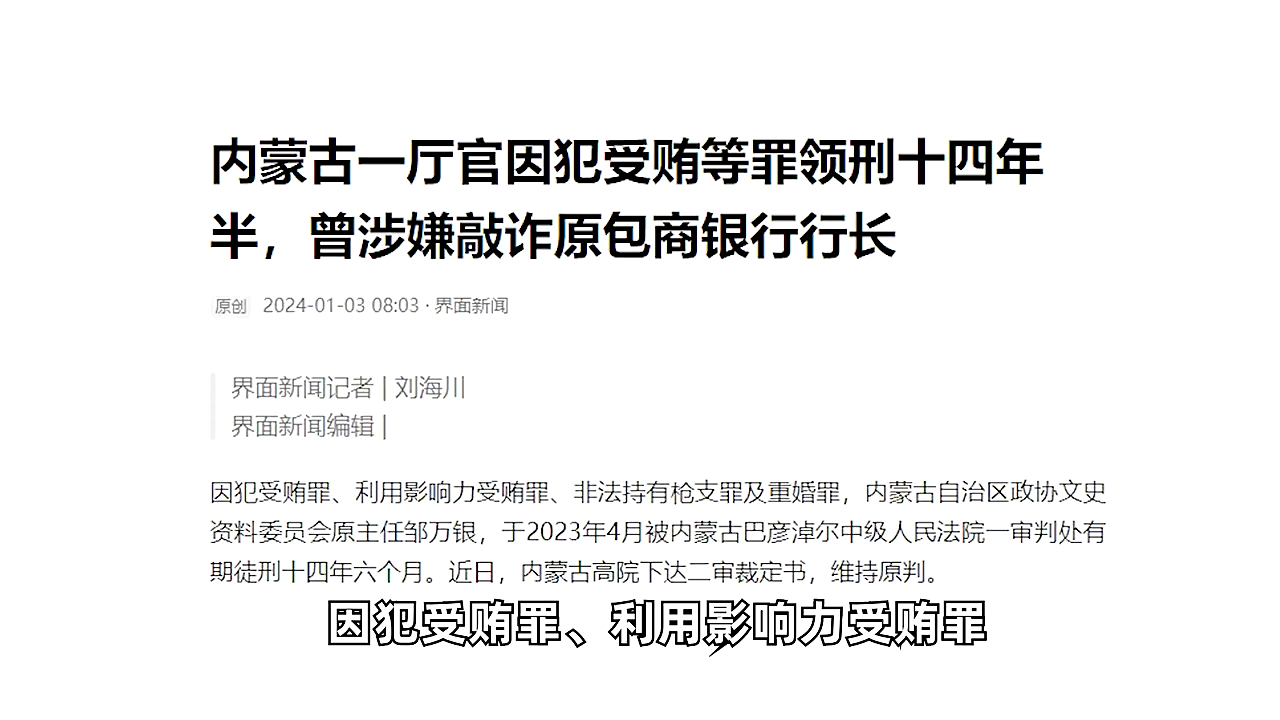 内蒙古一厅官因犯受贿等罪领刑十四年
半，曾涉嫌敲诈原包商银行行长
原创 2024-01-03 08:03 · 界面新闻
界面新闻记者 | 刘海川
界面新闻编辑 |
因犯受贿罪、利用影响力受贿罪、非法持有枪支罪及重婚罪，内蒙古自治区政协文史
资料委员会原主任邹万银，于2023年4月被内蒙古巴彦淖尔中级人民法院一审判处有
期徒刑十四年六个月。近日，内蒙古高院下达二审裁定书，维持原判。
因犯受贿罪、利用影响力受贿罪